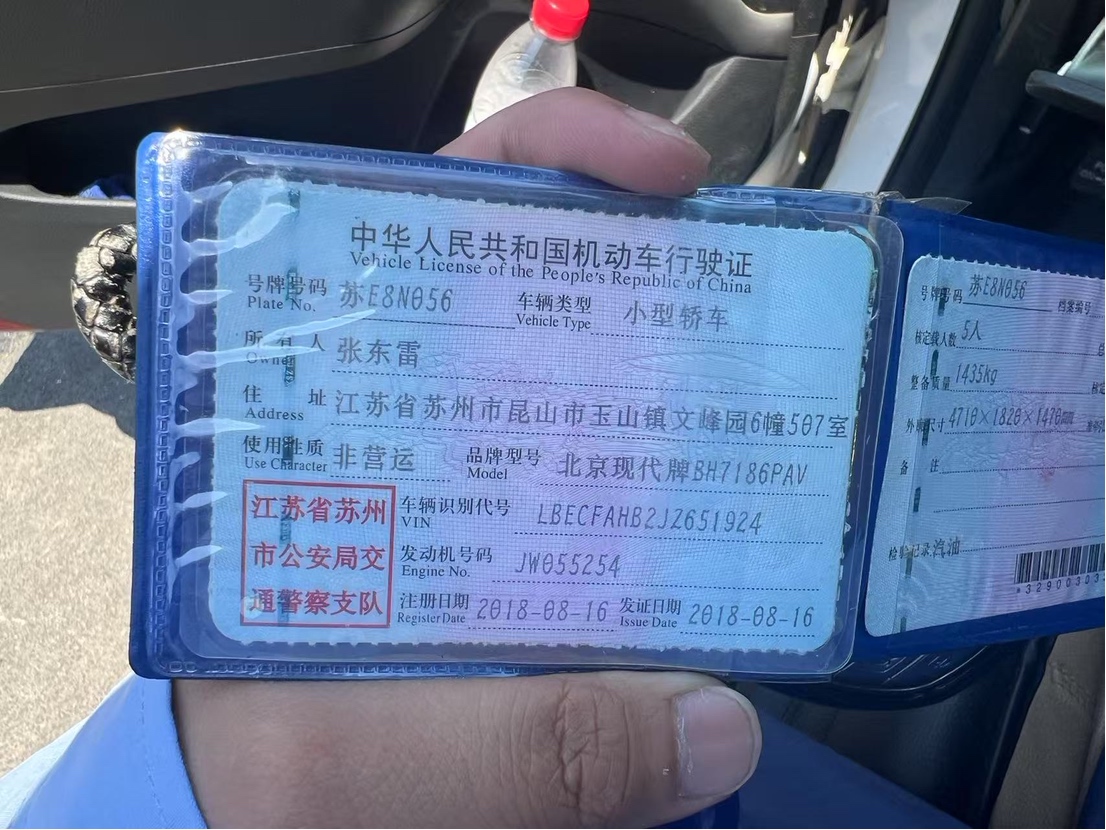 中华人民共和国机动车行驶证
Vehicle License of the People's Republic of China
号牌号码 苏E8N056 车辆类型 小型轿车
Plate No. Vehicle Type
所有人 张东雷
Owner
住址 江苏省苏州市昆山市玉山镇文峰园6幢507室
Address
使用性质 非营运 品牌型号 北京现代牌BH7186PAV
Use Character Model
江苏省苏州
市公安局交
通警察支队
车辆识别代号 LBECFAHB2JZ651924
VIN
发动机号码 JW055254
Engine No.
注册日期 2018-08-16 发证日期 2018-08-16
Register Date Issue Date
号牌号码 苏E8N056 档案编号
核定载人数 5人
整备质量 1435kg
外廓尺寸 4710×1820×1470mm
备注
检验记录 汽油